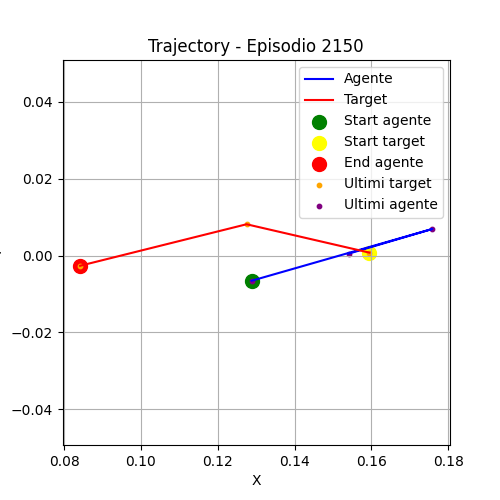 Trajectory - Episodio 2150
Agente
Target
Start agente
Start target
End agente
Ultimi target
Ultimi agente
0.04
0.02
0.00
−0.02
−0.04
0.08
0.10
0.12
0.14
0.16
0.18
X